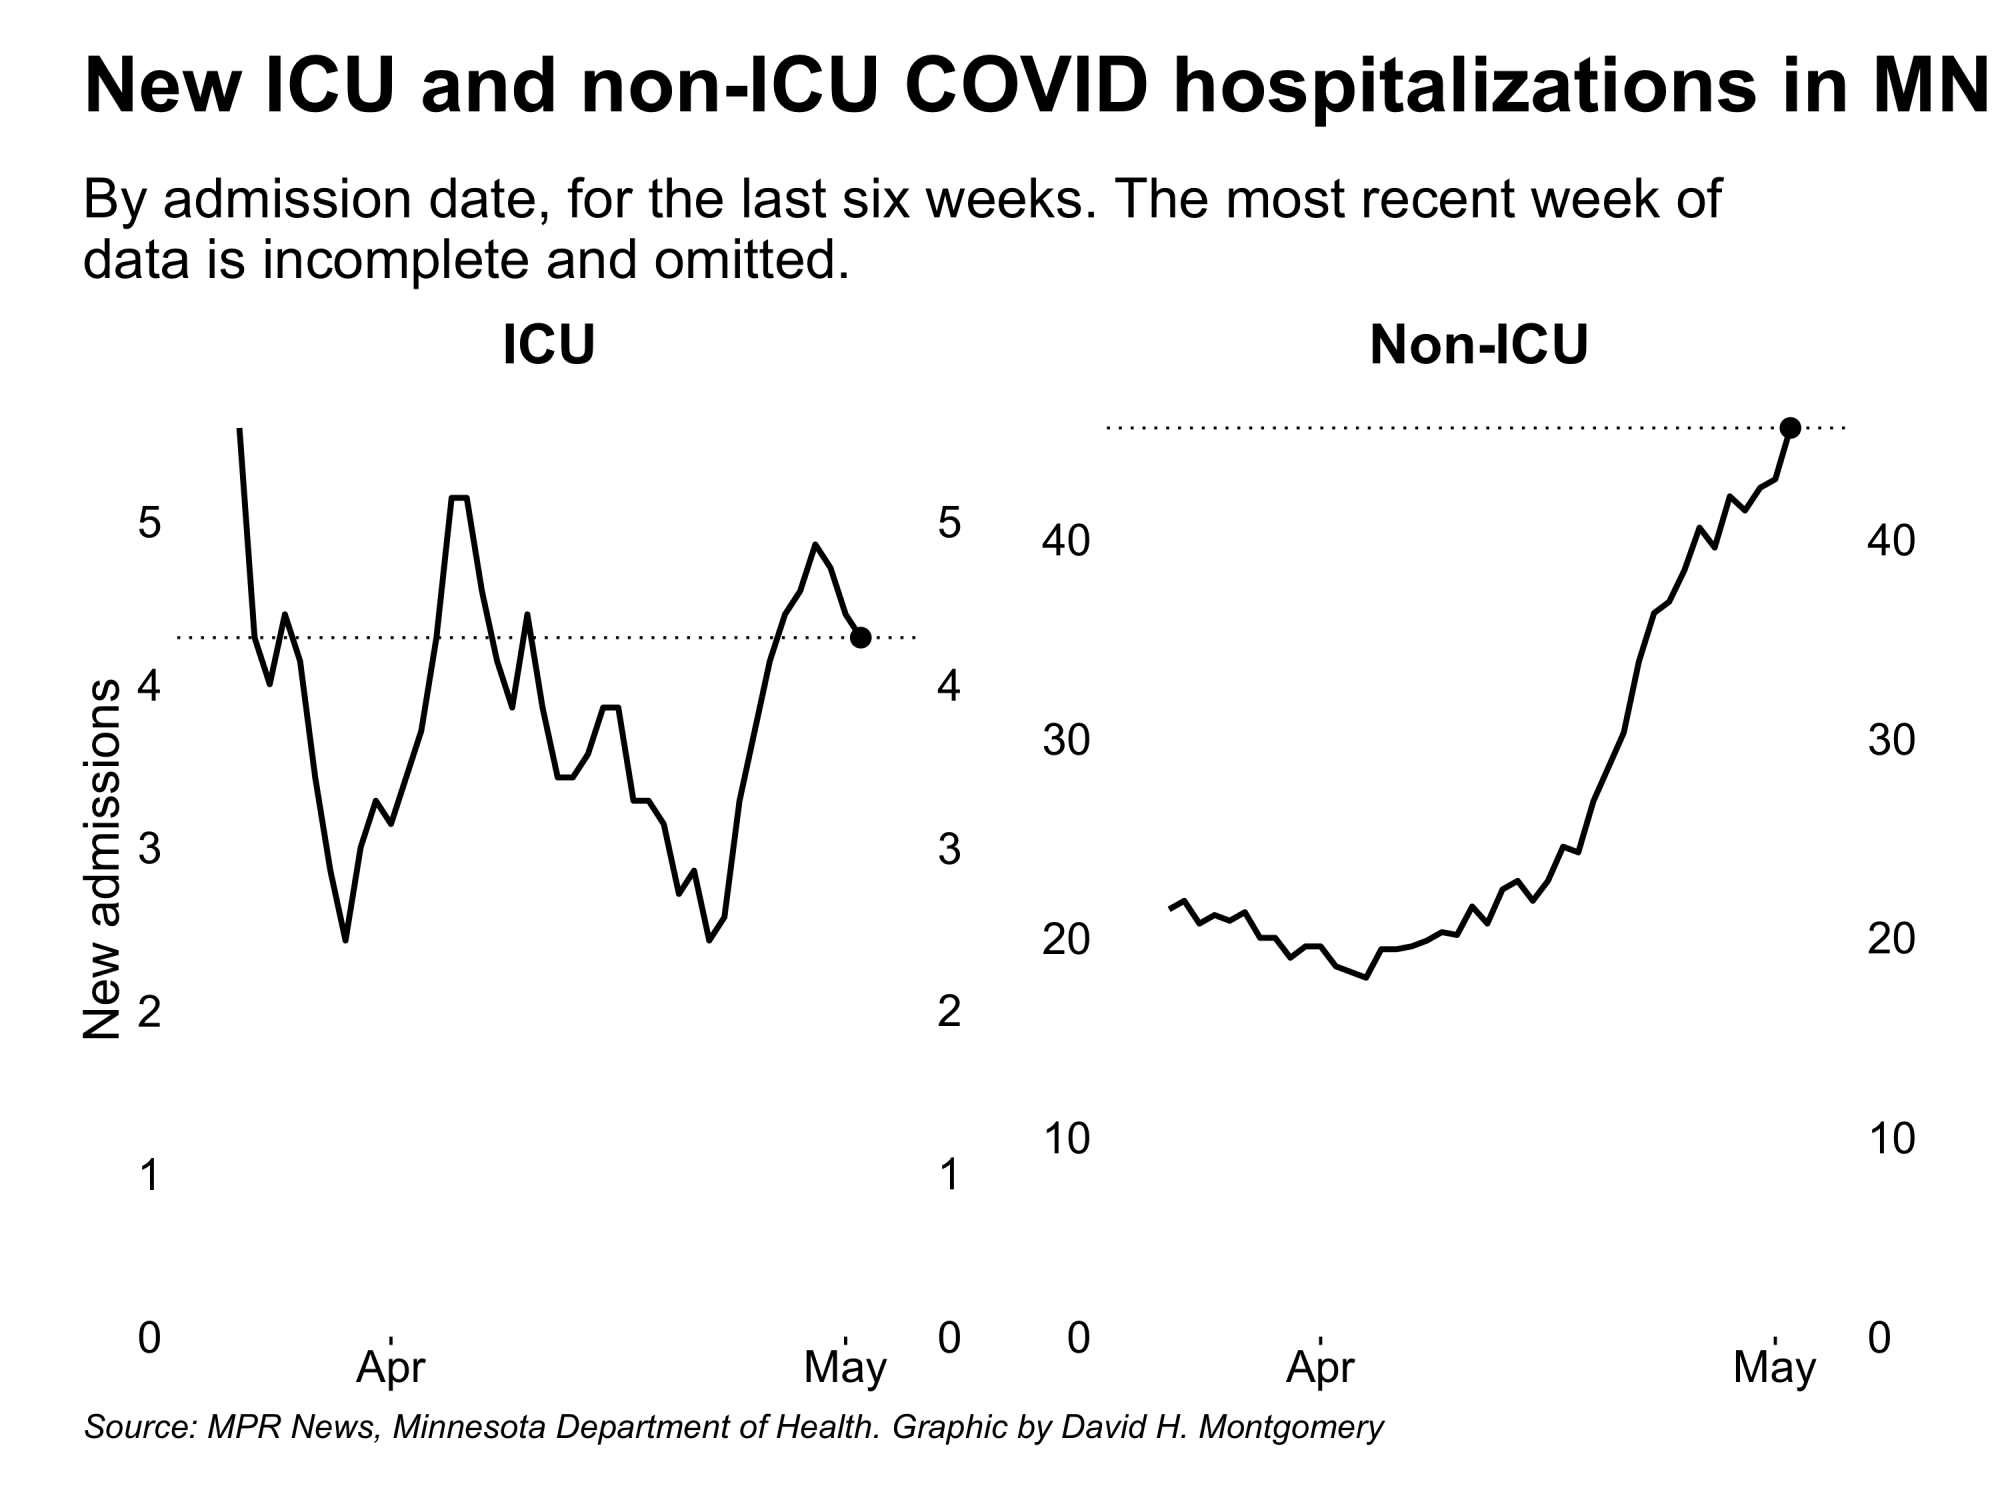 New ICU and non-ICU COVID hospitalizations in MN
By admission date, for the last six weeks. The most recent week of
data is incomplete and omitted.
ICU
New admissions
5
4
3
2
1
0
5
4
3
2
1
0
Apr
May
Non-ICU
40
30
20
10
0
40
30
20
10
0
Apr
May
Source: MPR News, Minnesota Department of Health. Graphic by David H. Montgomery